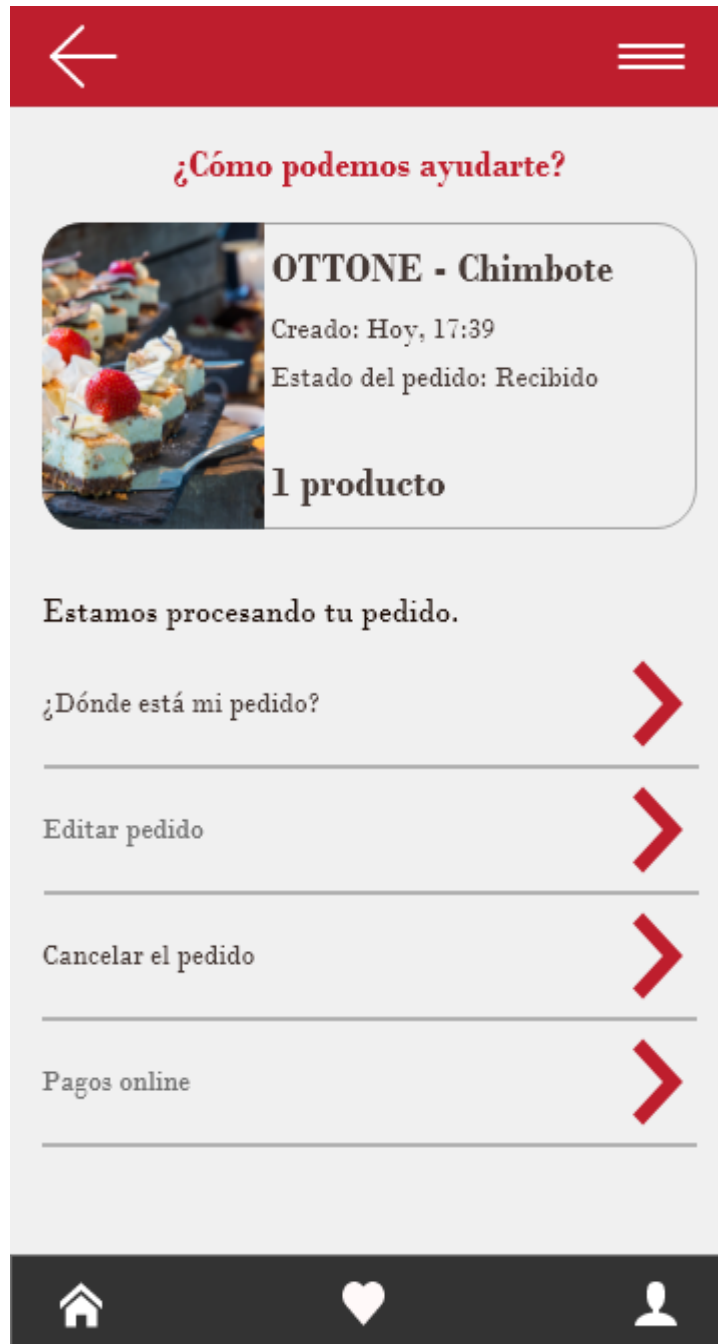 ¿Cómo podemos ayudarte?
OTTONE - Chimbote
Creado: Hoy, 17:39
Estado del pedido: Recibido
1 producto
Estamos procesando tu pedido.
¿Dónde está mi pedido?
Editar pedido
Cancelar el pedido
Pagos online